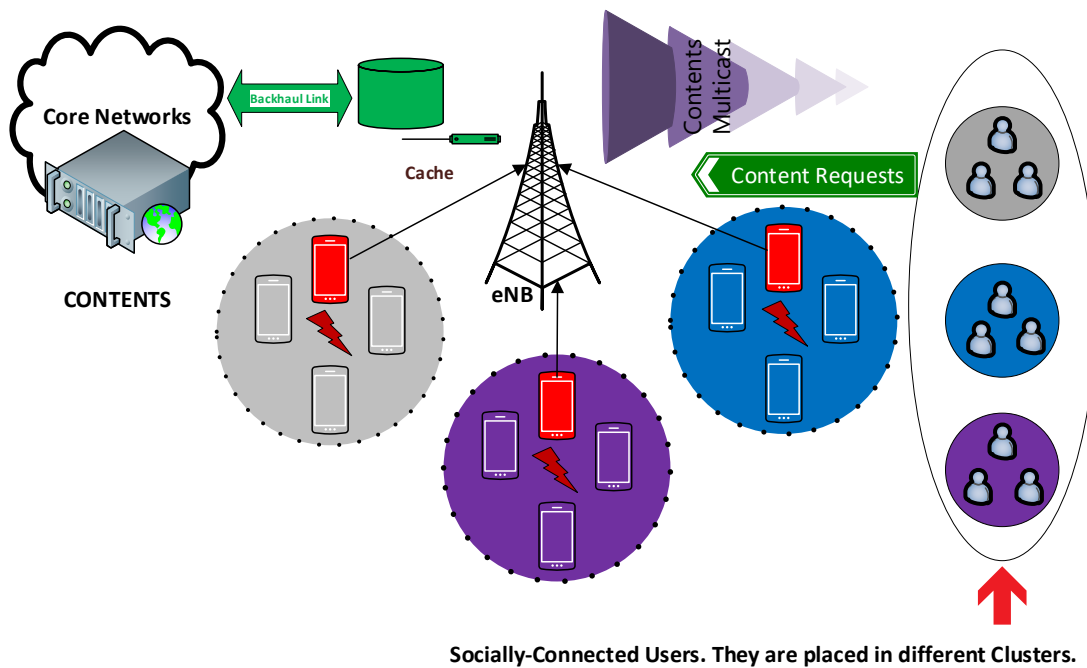 Core Networks
Backhaul Link
Cache
CONTENTS
eNB
Contents
Multicast
Content Requests
Socially-Connected Users. They are placed in different Clusters.